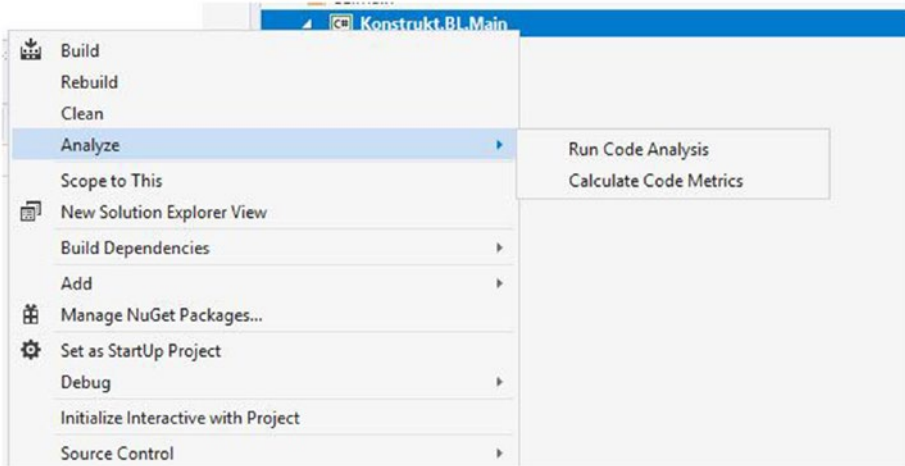 C# Konstrukt.BL.Main
Build
Rebuild
Clean
Analyze
Run Code Analysis
Calculate Code Metrics
Scope to This
New Solution Explorer View
Build Dependencies
Add
Manage NuGet Packages...
Set as StartUp Project
Debug
Initialize Interactive with Project
Source Control